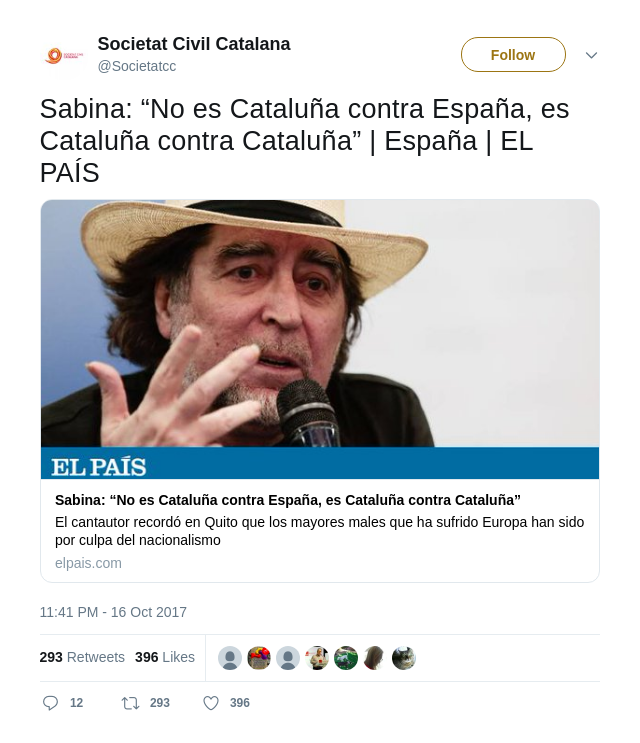 Societat Civil Catalana
@Societatcc
Follow
Sabina: “No es Cataluña contra España, es
Cataluña contra Cataluña” | España | EL
PAÍS
EL PAÍS
Sabina: “No es Cataluña contra España, es Cataluña contra Cataluña”
El cantautor recordó en Quito que los mayores males que ha sufrido Europa han sido
por culpa del nacionalismo
elpais.com
11:41 PM - 16 Oct 2017
293 Retweets 396 Likes
12 293 396